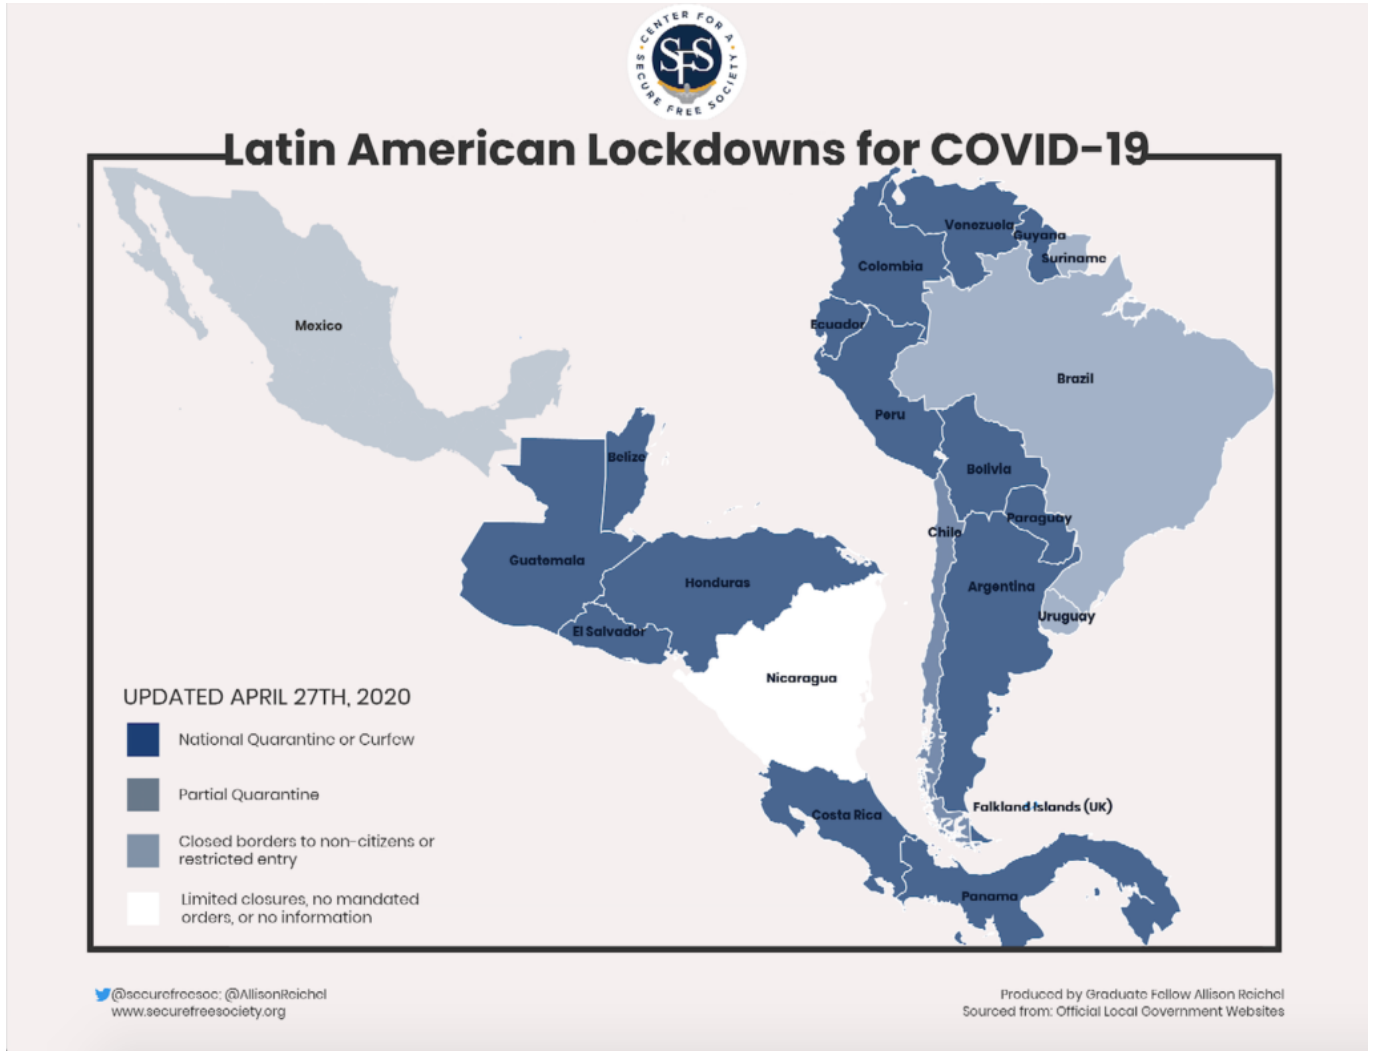 CENTER FOR A
SECURE FREE SOCIETY
SFS
Latin American Lockdowns for COVID-19
Mexico
Venezuela
Guyana
Suriname
Colombia
Ecuador
Brazil
Peru
Belize
Bolivia
Paraguay
Chile
Guatemala
Honduras
Argentina
Uruguay
El Salvador
Nicaragua
Falkland Islands (UK)
Costa Rica
Panama
UPDATED APRIL 27TH, 2020
National Quarantine or Curfew
Partial Quarantine
Closed borders to non-citizens or
restricted entry
Limited closures, no mandated
orders, or no information
@securefreesoc; @AllisonReichel
www.securefreesociety.org
Produced by Graduate Fellow Allison Reichel
Sourced from: Official Local Government Websites